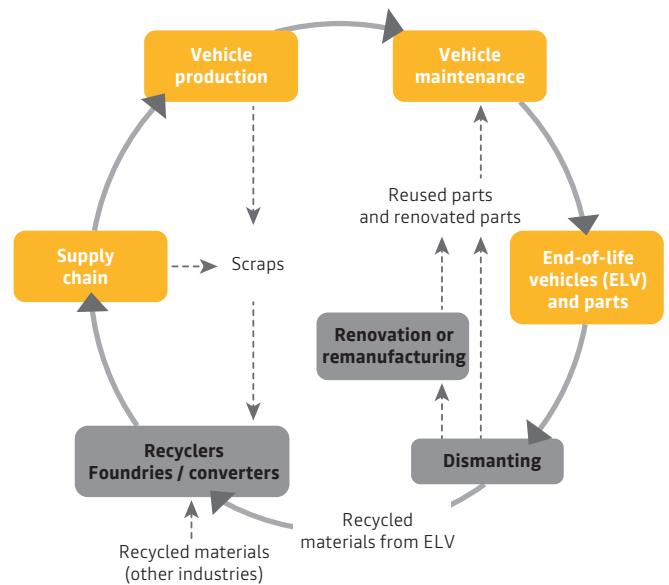 Vehicle
production
Vehicle
maintenance
Reused parts
and renovated parts
Supply
chain
Scraps
End-of-life
vehicles (ELV)
and parts
Renovation or
remanufacturing
Recyclers
Foundries / converters
Dismanting
Recycled
materials from ELV
Recycled materials
(other industries)